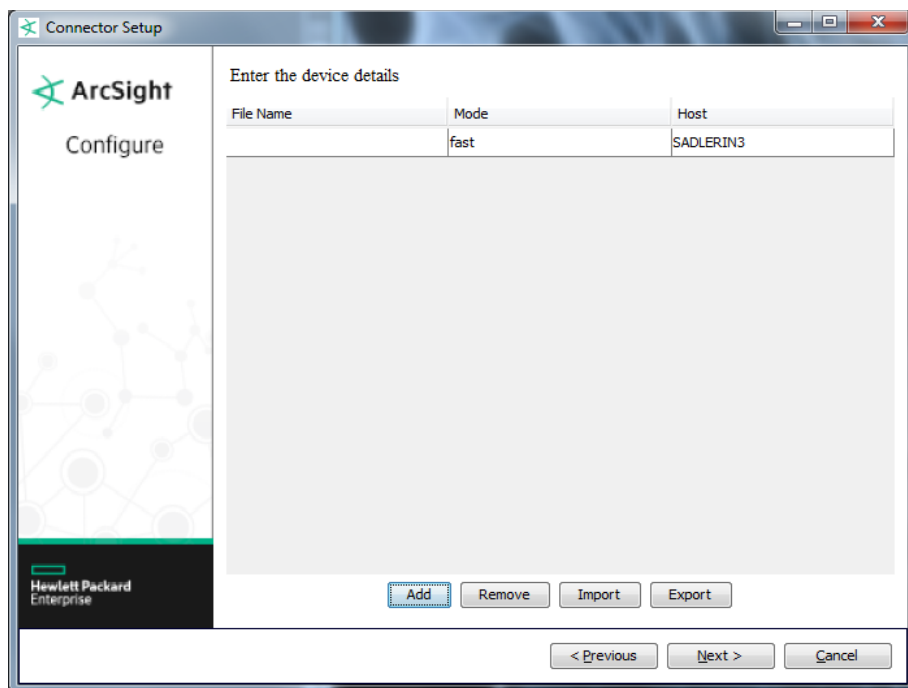 Connector Setup
ArcSight
Configure
Enter the device details
File Name Mode Host
fast SADLERIN3
Hewlett Packard
Enterprise
Add Remove Import Export
< Previous Next > Cancel